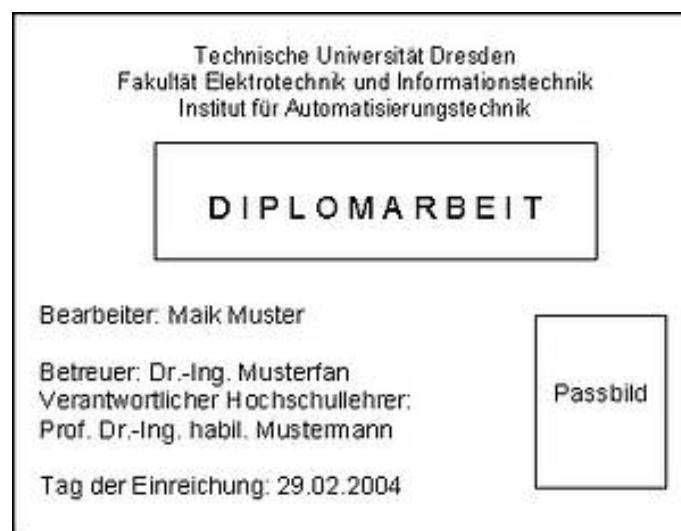 Technische Universität Dresden
Fakultät Elektrotechnik und Informationstechnik
Institut für Automatisierungstechnik
DIPLOMARBEIT
Bearbeiter: Maik Muster
Betreuer: Dr.-Ing. Musterfan
Verantwortlicher Hochschullehrer:
Prof. Dr.-Ing. habil. Mustermann
Passbild
Tag der Einreichung: 29.02.2004